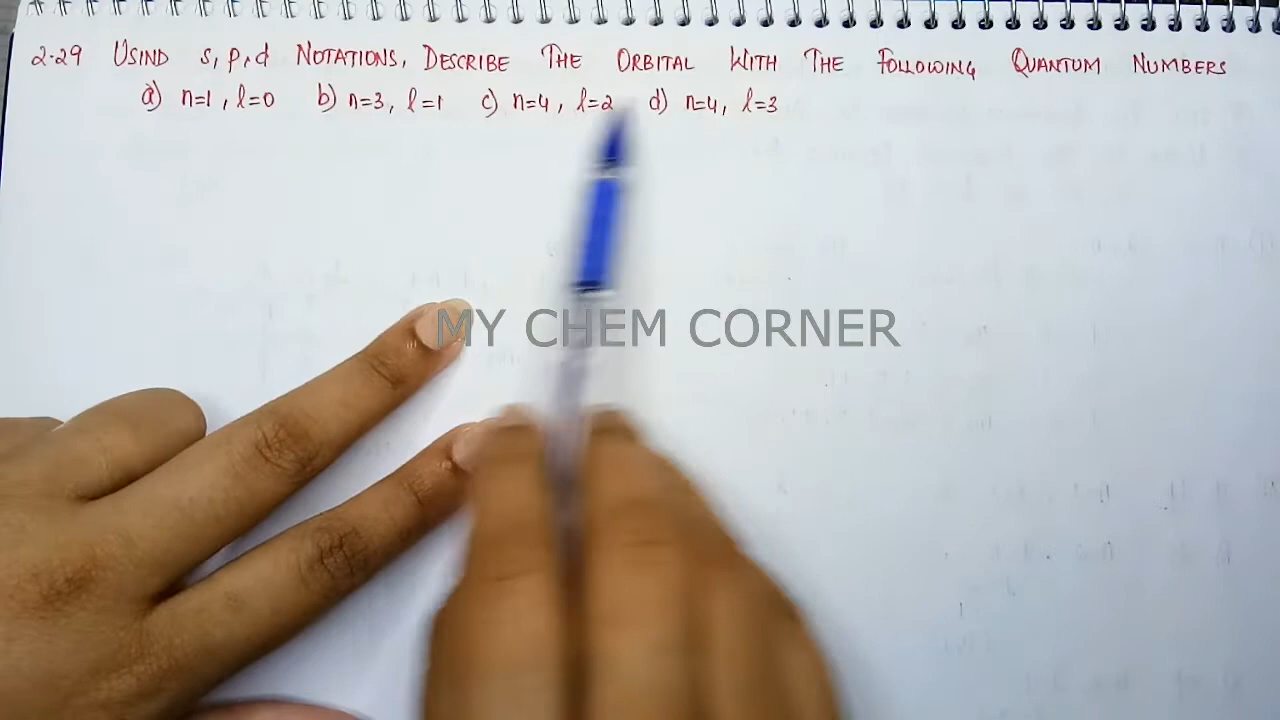 2.29 USIND s, p, d NOTATIONS, DESCRIBE THE ORBITAL WITH THE FOLLOWING QUANTUM NUMBERS
a) n=1, l=0 b) n=3, l=1 c) n=4, l=2 d) n=4, l=3
MY CHEM CORNER